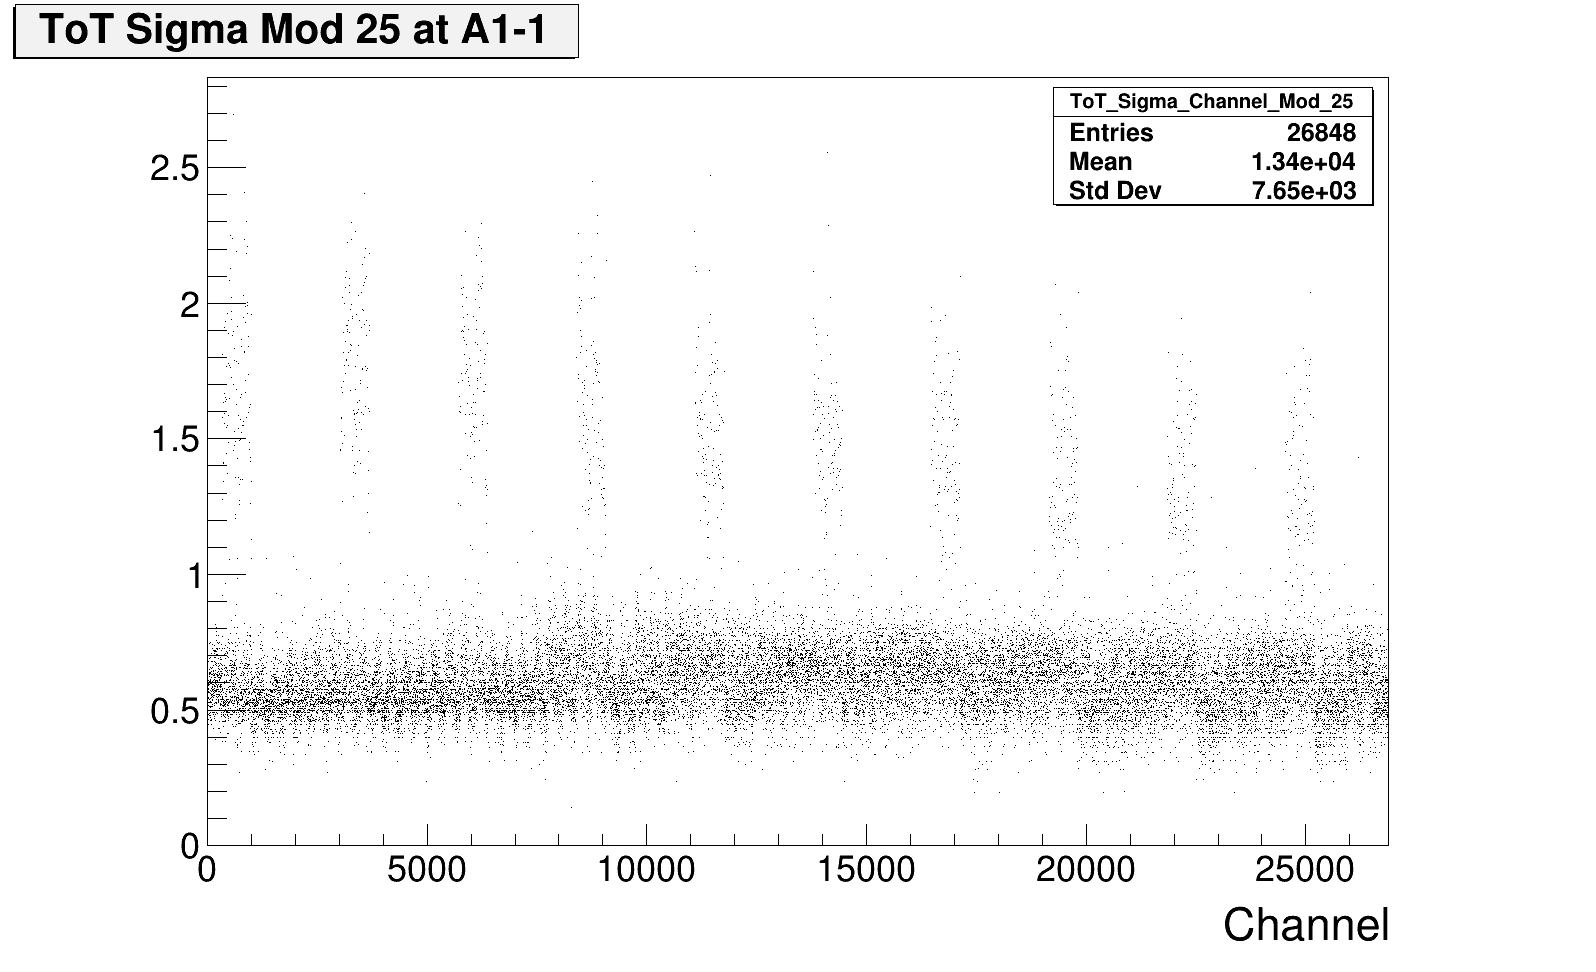 ToT Sigma Mod 25 at A1-1
ToT_Sigma_Channel_Mod_25
Entries 26848
Mean 1.34e+04
Std Dev 7.65e+03
2.5
2
1.5
1
0.5
0
0 5000 10000 15000 20000 25000
Channel